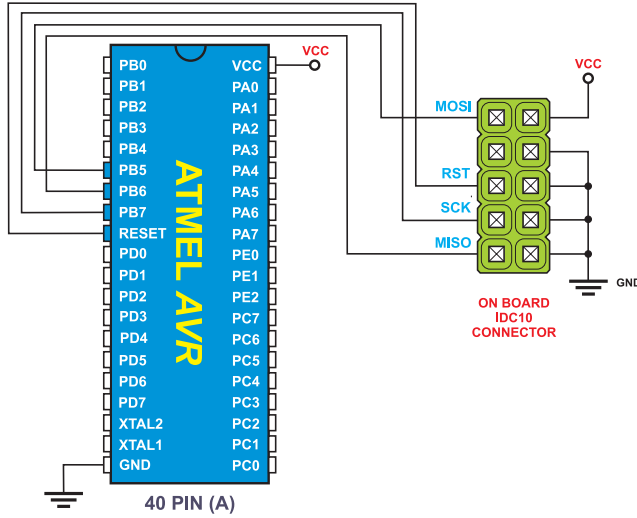 VCC
PB0 VCC
PB1 PA0
PB2 PA1
PB3 PA2
PB4 PA3
PB5 PA4
PB6 PA5
PB7 PA6
RESET PA7
PD0 PE0
PD1 PE1
PD2 PE2
PD3 PC7
PD4 PC6
PD5 PC5
PD6 PC4
PD7 PC3
XTAL2 PC2
XTAL1 PC1
GND PC0
ATMEL AVR
40 PIN (A)
VCC
MOSI
RST
SCK
MISO
GND
ON BOARD
IDC10
CONNECTOR